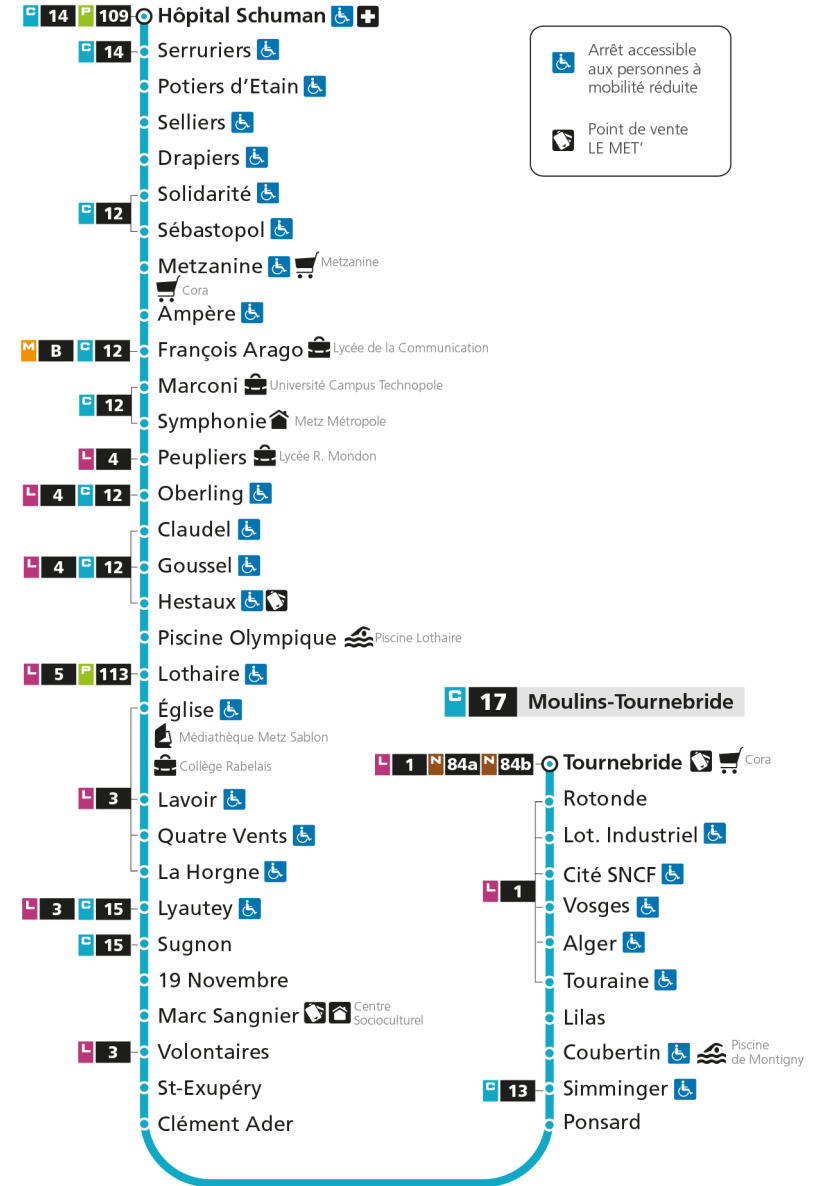 C 14 P 109 Hôpital Schuman
C 14 Serruriers
Potiers d’Etain
Selliers
Drapiers
Solidarité
C 12
Sébastopol
Metzanine Metzanine
Cora
Ampère
M B C 12 François Arago Lycée de la Communication
Marconi Université Campus Technopole
C 12
Symphonie Metz Métropole
L 4 Peupliers Lycée R. Mondon
L 4 C 12 Oberling
Claudel
L 4 C 12 Goussel
Hestaux
Piscine Olympique Piscine Lothaire
L 5 P 113 Lothaire
Église
Médiathèque Metz Sablon
Collège Rabelais
L 3 Lavoir
Quatre Vents
La Horgne
L 3 C 15 Lyautey
C 15 Sugnon
19 Novembre
Marc Sangnier Centre
Socioculturel
L 3 Volontaires
St-Exupéry
Clément Ader
Arrêt accessible
aux personnes à
mobilité réduite
Point de vente
LE MET’
C 17 Moulins-Tournebride
L 1 N 84a N 84b Tournebride Cora
Rotonde
Lot. Industriel
Cité SNCF
L 1
Vosges
Alger
Touraine
Lilas
Coubertin Piscine
de Montigny
C 13 Simminger
Ponsard